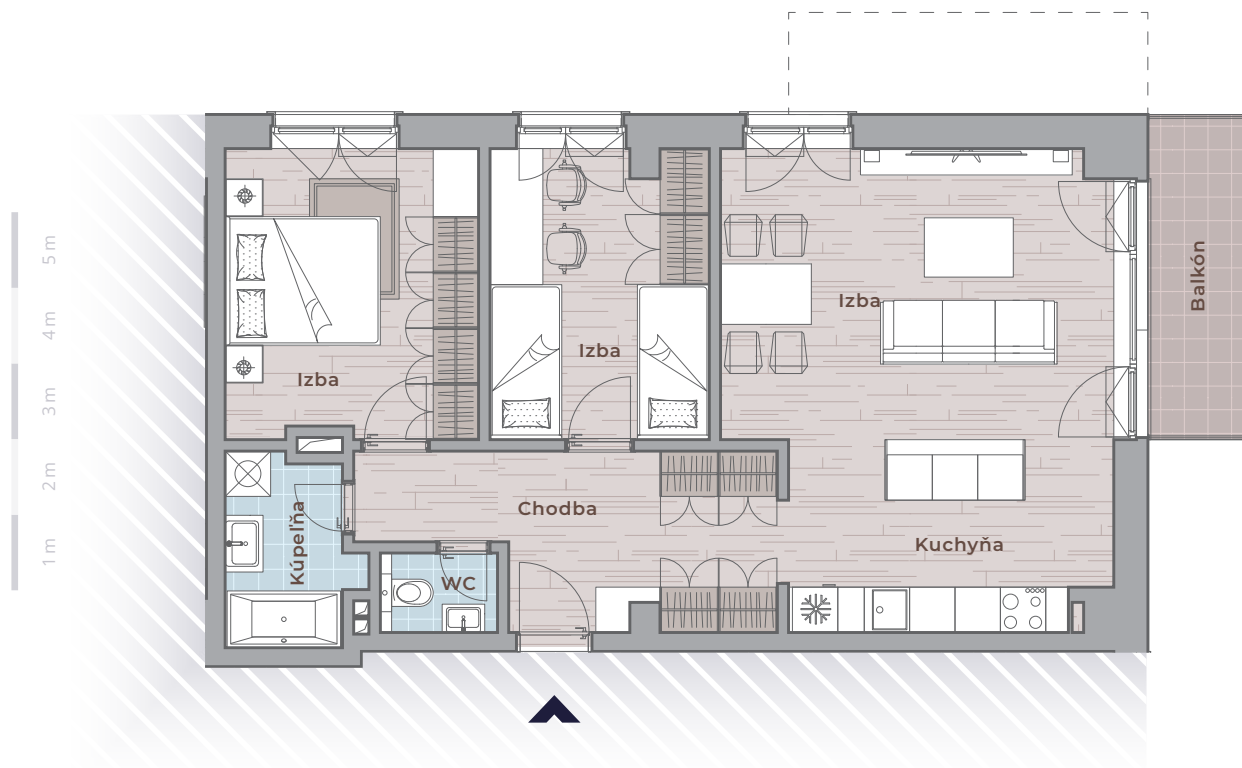 5 m
4 m
3 m
2 m
1 m
Izba
Izba
Izba
Balkón
Chodba
Kuchyňa
Kúpeľňa
WC